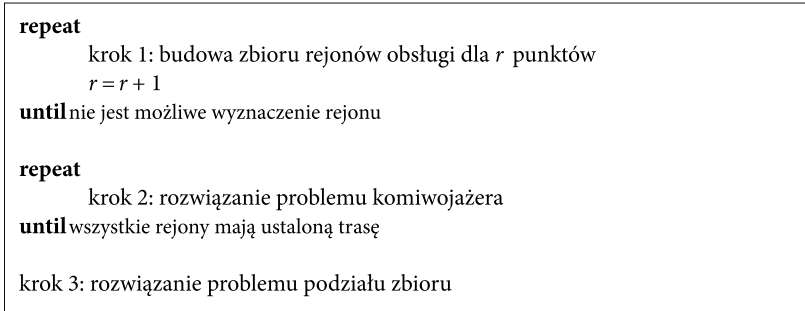 repeat
krok 1: budowa zbioru rejonów obsługi dla r punktów
r = r + 1
until nie jest możliwe wyznaczenie rejonu
repeat
krok 2: rozwiązanie problemu komiwojażera
until wszystkie rejony mają ustaloną trasę
krok 3: rozwiązanie problemu podziału zbioru